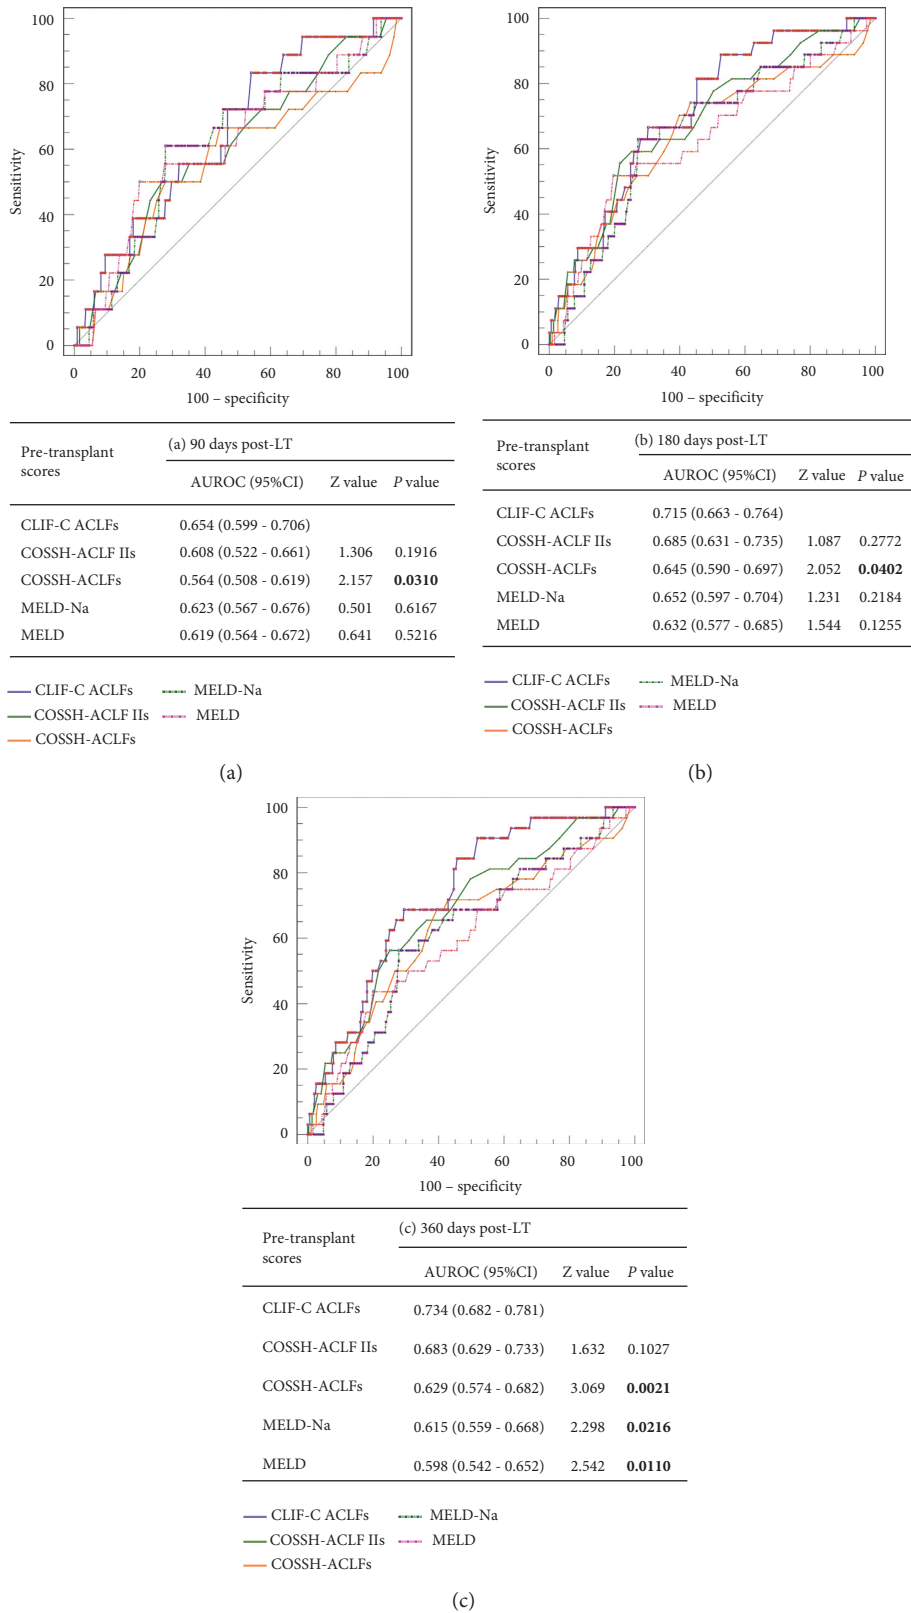 100
80
60
40
20
0
Sensitivity
0 20 40 60 80 100
100 – specificity
Pre-transplant scores
(a) 90 days post-LT
AUROC (95%CI) Z value P value
CLIF-C ACLFs 0.654 (0.599 - 0.706)
COSSH-ACLF IIs 0.608 (0.522 - 0.661) 1.306 0.1916
COSSH-ACLFs 0.564 (0.508 - 0.619) 2.157 0.0310
MELD-Na 0.623 (0.567 - 0.676) 0.501 0.6167
MELD 0.619 (0.564 - 0.672) 0.641 0.5216
CLIF-C ACLFs MELD-Na
COSSH-ACLF IIs MELD
COSSH-ACLFs
(a)
100
80
60
40
20
0
Sensitivity
0 20 40 60 80 100
100 – specificity
Pre-transplant scores
(b) 180 days post-LT
AUROC (95%CI) Z value P value
CLIF-C ACLFs 0.715 (0.663 - 0.764)
COSSH-ACLF IIs 0.685 (0.631 - 0.735) 1.087 0.2772
COSSH-ACLFs 0.645 (0.590 - 0.697) 2.052 0.0402
MELD-Na 0.652 (0.597 - 0.704) 1.231 0.2184
MELD 0.632 (0.577 - 0.685) 1.544 0.1255
CLIF-C ACLFs MELD-Na
COSSH-ACLF IIs MELD
COSSH-ACLFs
(b)
100
80
60
40
20
0
Sensitivity
0 20 40 60 80 100
100 – specificity
Pre-transplant scores
(c) 360 days post-LT
AUROC (95%CI) Z value P value
CLIF-C ACLFs 0.734 (0.682 - 0.781)
COSSH-ACLF IIs 0.683 (0.629 - 0.733) 1.632 0.1027
COSSH-ACLFs 0.629 (0.574 - 0.682) 3.069 0.0021
MELD-Na 0.615 (0.559 - 0.668) 2.298 0.0216
MELD 0.598 (0.542 - 0.652) 2.542 0.0110
CLIF-C ACLFs MELD-Na
COSSH-ACLF IIs MELD
COSSH-ACLFs
(c)